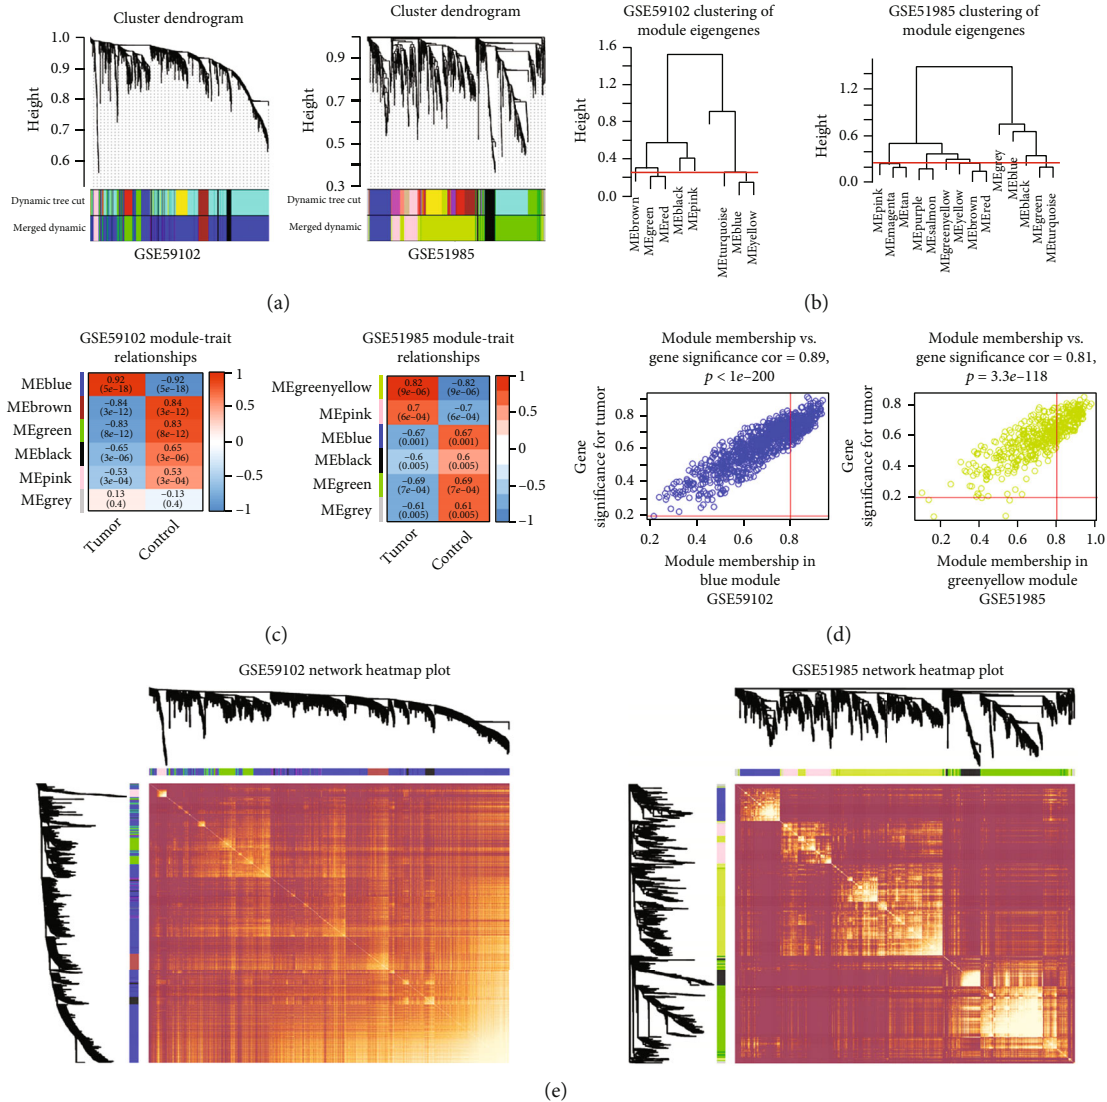 Cluster dendrogram
1.0
0.9
0.8
0.7
0.6
Height
Dynamic tree cut
Merged dynamic
GSE59102
Cluster dendrogram
0.9
0.7
0.5
0.3
Height
Dynamic tree cut
Merged dynamic
GSE51985
(a)
GSE59102 clustering of
module eigengenes
1.6
1.2
0.8
0.4
0.0
Height
MEbrown
MEgreen
MEred
MEblack
MEpink
MEturquoise
MEblue
MEyellow
GSE51985 clustering of
module eigengenes
1.2
0.6
0.0
Height
MEpink
MEmagenta
MEtan
MEpurple
MEsalmon
MEgreenyellow
MEyellow
MEbrown
MEred
MEgrey
MEblue
MEblack
MEgreen
MEturquoise
(b)
GSE59102 module-trait
relationships
MEblue
0.92
(5e−18)
−0.92
(5e−18)
MEbrown
−0.84
(3e−12)
0.84
(3e−12)
MEgreen
−0.83
(8e−12)
0.83
(8e−12)
MEblack
−0.65
(3e−06)
0.65
(3e−06)
MEpink
−0.53
(3e−04)
0.53
(3e−04)
MEgrey
0.13
(0.4)
−0.13
(0.4)
Tumor
Control
1
0.5
0
−0.5
−1
GSE51985 module-trait
relationships
MEgreenyellow
0.82
(9e−06)
−0.82
(9e−06)
MEpink
0.7
(6e−04)
−0.7
(6e−04)
MEblue
−0.67
(0.001)
0.67
(0.001)
MEblack
−0.6
(0.005)
0.6
(0.005)
MEgreen
−0.69
(7e−04)
0.69
(7e−04)
MEgrey
−0.61
(0.005)
0.61
(0.005)
Tumor
Control
1
0.5
0
−0.5
−1
(c)
Module membership vs.
gene significance cor = 0.89,
p < 1e−200
Gene
significance for tumor
0.8
0.6
0.4
0.2
0.2
0.4
0.6
0.8
Module membership in
blue module
GSE59102
Module membership vs.
gene significance cor = 0.81,
p = 3.3e−118
Gene
significance for tumor
0.8
0.6
0.4
0.2
0.0
0.2
0.4
0.6
0.8
1.0
Module membership in
greenyellow module
GSE51985
(d)
GSE59102 network heatmap plot
GSE51985 network heatmap plot
(e)